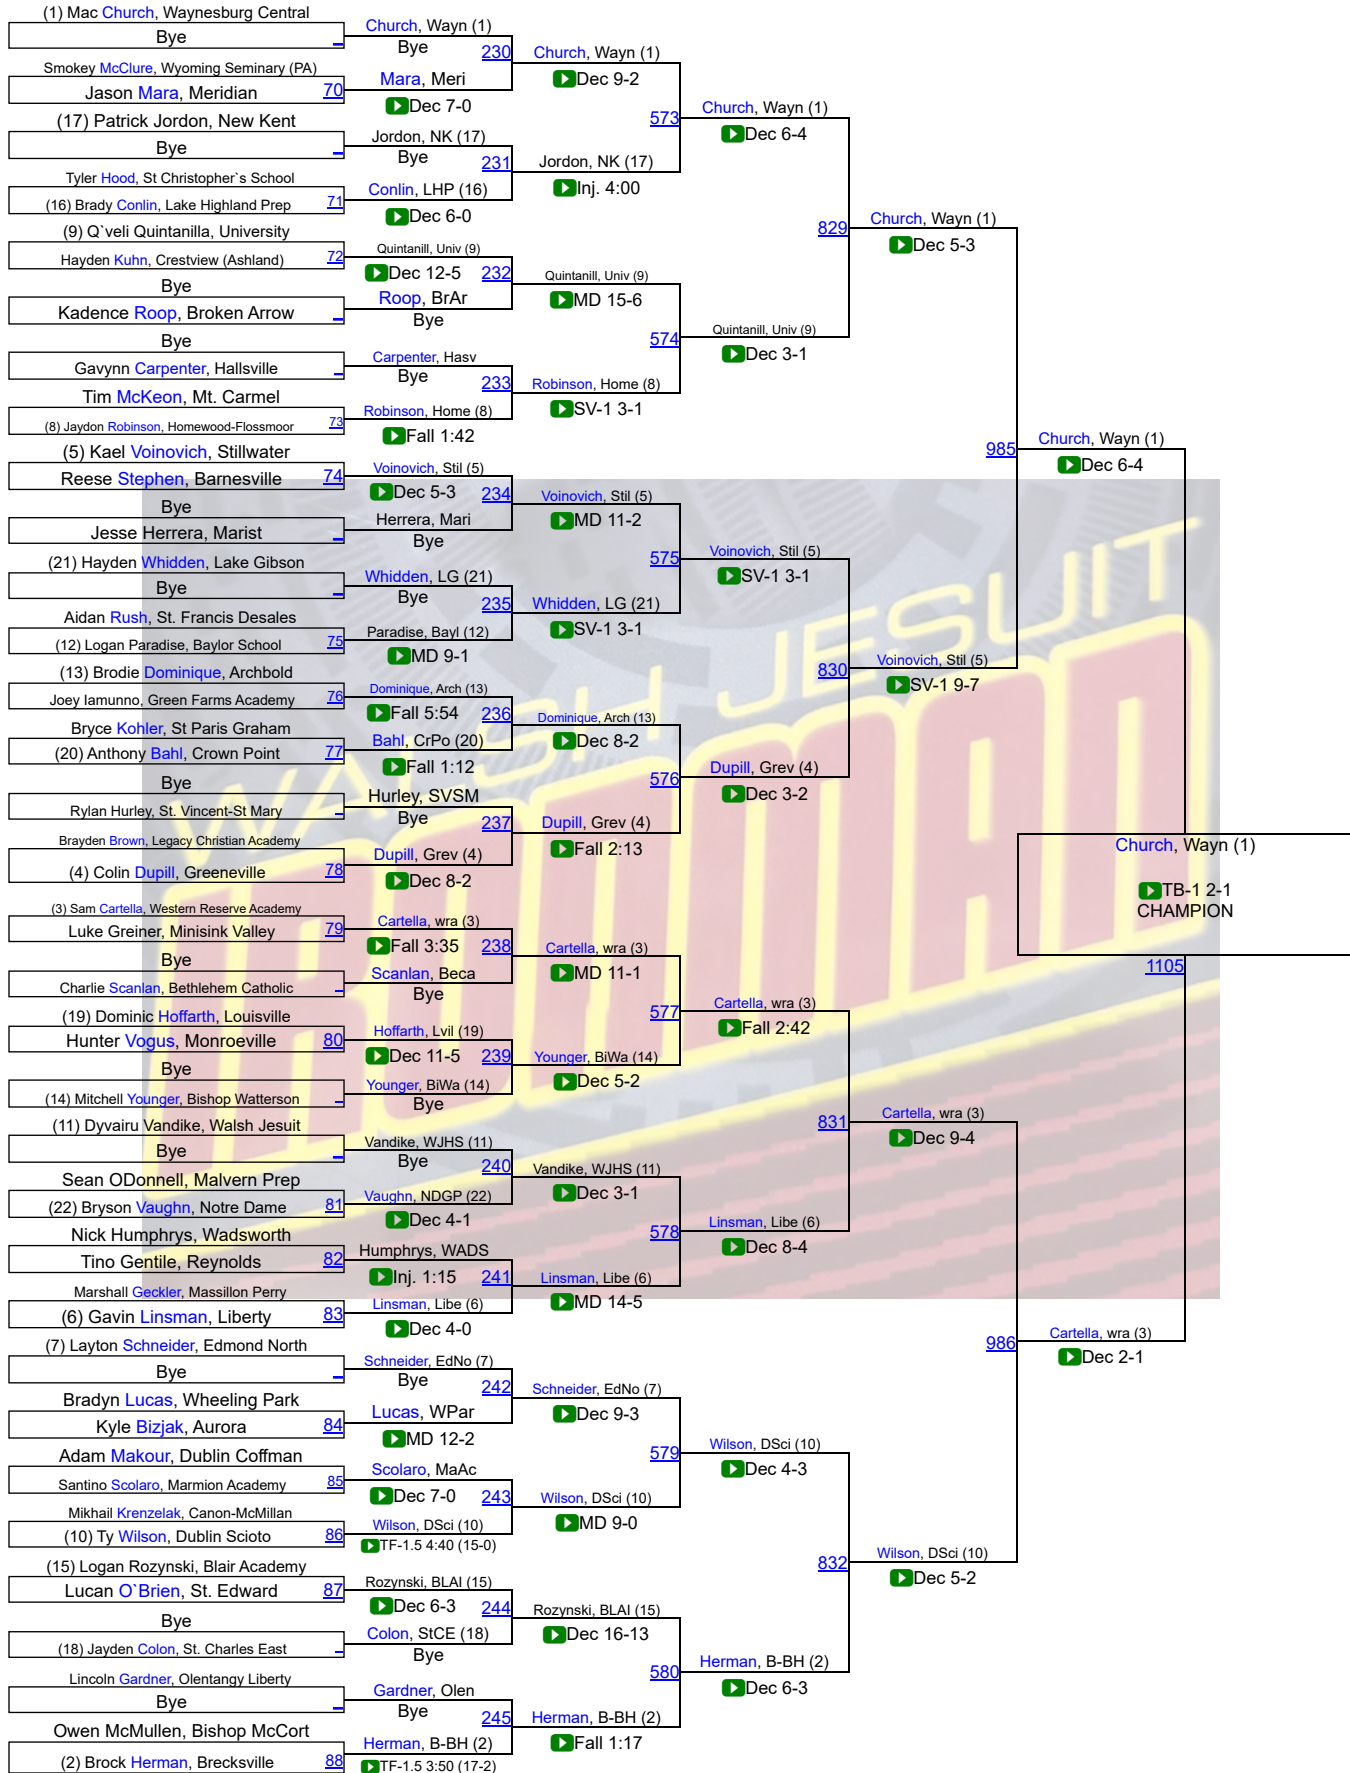 (1) Mac Church, Waynesburg Central
Bye
Smokey McClure, Wyoming Seminary (PA)
Jason Mara, Meridian 70
(17) Patrick Jordon, New Kent
Bye
Tyler Hood, St Christopher`s School
(16) Brady Conlin, Lake Highland Prep 71
(9) Q`veli Quintanilla, University
Hayden Kuhn, Crestview (Ashland) 72
Bye
Kadence Roop, Broken Arrow
Bye
Gavynn Carpenter, Hallsville
Tim McKeon, Mt. Carmel
(8) Jaydon Robinson, Homewood-Flossmoor 73
(5) Kael Voinovich, Stillwater
Reese Stephen, Barnesville 74
Bye
Jesse Herrera, Marist
(21) Hayden Whidden, Lake Gibson
Bye
Aidan Rush, St. Francis Desales
(12) Logan Paradise, Baylor School 75
(13) Brodie Dominique, Archbold
Joey Iamunno, Green Farms Academy 76
Bryce Kohler, St Paris Graham
(20) Anthony Bahl, Crown Point 77
Bye
Rylan Hurley, St. Vincent-St Mary
Brayden Brown, Legacy Christian Academy
(4) Colin Dupill, Greeneville 78
(3) Sam Cartella, Western Reserve Academy
Luke Greiner, Minisink Valley 79
Bye
Charlie Scanlan, Bethlehem Catholic
(19) Dominic Hoffarth, Louisville
Hunter Vogus, Monroeville 80
Bye
(14) Mitchell Younger, Bishop Watterson
(11) Dyvairu Vandike, Walsh Jesuit
Bye
Sean ODonnell, Malvern Prep
(22) Bryson Vaughn, Notre Dame 81
Nick Humphrys, Wadsworth
Tino Gentile, Reynolds 82
Marshall Geckler, Massillon Perry
(6) Gavin Linsman, Liberty 83
(7) Layton Schneider, Edmond North
Bye
Bradyn Lucas, Wheeling Park
Kyle Bizjak, Aurora 84
Adam Makour, Dublin Coffman
Santino Scolaro, Marmion Academy 85
Mikhail Krenzelak, Canon-McMillan
(10) Ty Wilson, Dublin Scioto 86
(15) Logan Rozynski, Blair Academy
Lucan O`Brien, St. Edward 87
Bye
(18) Jayden Colon, St. Charles East
Lincoln Gardner, Olentangy Liberty
Bye
Owen McMullen, Bishop McCort
(2) Brock Herman, Brecksville 88
Church, Wayn (1)
Bye 230
Mara, Meri
Dec 7-0
Jordon, NK (17)
Bye 231
Conlin, LHP (16)
Dec 6-0
Quintanill, Univ (9)
Dec 12-5 232
Roop, BrAr
Bye
Carpenter, Hasv
Bye 233
Robinson, Home (8)
Fall 1:42
Voinovich, Stil (5)
Dec 5-3 234
Herrera, Mari
Bye
Whidden, LG (21)
Bye 235
Paradise, Bayl (12)
MD 9-1
Dominique, Arch (13)
Fall 5:54 236
Bahl, CrPo (20)
Fall 1:12
Hurley, SVSM
Bye 237
Dupill, Grev (4)
Dec 8-2
Cartella, wra (3)
Fall 3:35 238
Scanlan, Beca
Bye
Hoffarth, Lvil (19)
Dec 11-5 239
Younger, BiWa (14)
Bye
Vandike, WJHS (11)
Bye 240
Vaughn, NDGP (22)
Dec 4-1
Humphrys, WADS
Inj. 1:15 241
Linsman, Libe (6)
Dec 4-0
Schneider, EdNo (7)
Bye 242
Lucas, WPar
MD 12-2
Scolaro, MaAc
Dec 7-0 243
Wilson, DSci (10)
TF-1.5 4:40 (15-0)
Rozynski, BLAI (15)
Dec 6-3 244
Colon, StCE (18)
Bye
Gardner, Olen
Bye 245
Herman, B-BH (2)
TF-1.5 3:50 (17-2)
Church, Wayn (1)
Dec 9-2
573
Jordon, NK (17)
Inj. 4:00
Quintanill, Univ (9)
MD 15-6
574
Robinson, Home (8)
SV-1 3-1
Voinovich, Stil (5)
MD 11-2
575
Whidden, LG (21)
SV-1 3-1
Dominique, Arch (13)
Dec 8-2
576
Dupill, Grev (4)
Fall 2:13
Cartella, wra (3)
MD 11-1
577
Younger, BiWa (14)
Dec 5-2
Vandike, WJHS (11)
Dec 3-1
578
Linsman, Libe (6)
MD 14-5
Schneider, EdNo (7)
Dec 9-3
579
Wilson, DSci (10)
MD 9-0
Rozynski, BLAI (15)
Dec 16-13
580
Herman, B-BH (2)
Fall 1:17
Church, Wayn (1)
Dec 6-4
829
Quintanill, Univ (9)
Dec 3-1
Voinovich, Stil (5)
SV-1 3-1
830
Dupill, Grev (4)
Dec 3-2
Cartella, wra (3)
Fall 2:42
831
Linsman, Libe (6)
Dec 8-4
Wilson, DSci (10)
Dec 4-3
832
Herman, B-BH (2)
Dec 6-3
Church, Wayn (1)
Dec 5-3
985
Voinovich, Stil (5)
SV-1 9-7
Cartella, wra (3)
Dec 9-4
986
Wilson, DSci (10)
Dec 5-2
Church, Wayn (1)
Dec 6-4
Cartella, wra (3)
Dec 2-1
Church, Wayn (1)
TB-1 2-1
CHAMPION
1105
WALSH JESUIT
IRONMAN